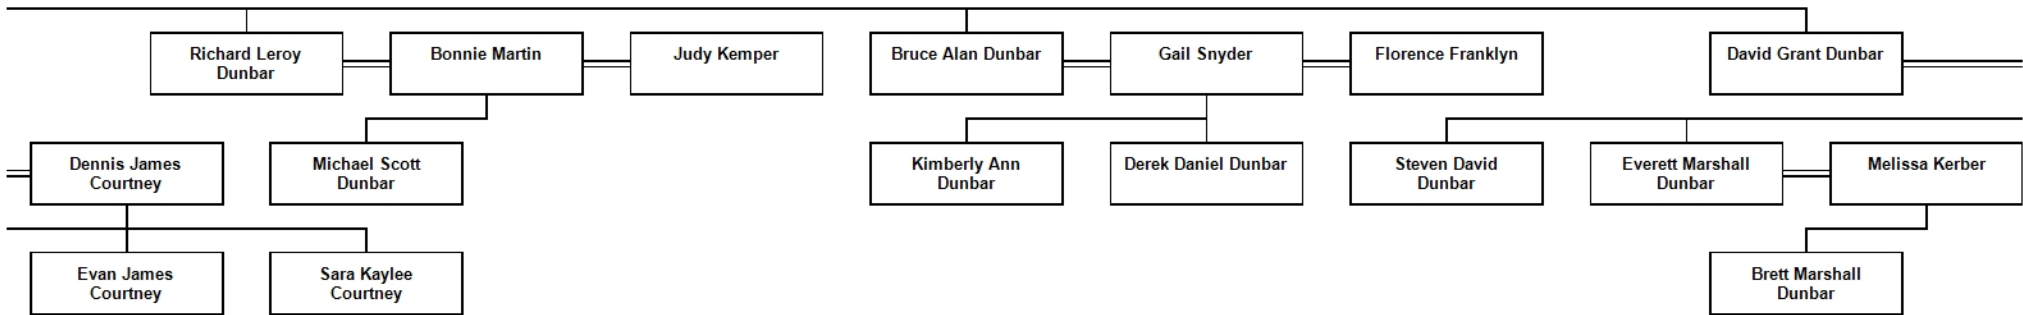 Richard Leroy
Dunbar
Bonnie Martin
Judy Kemper
Bruce Alan Dunbar
Gail Snyder
Florence Franklyn
David Grant Dunbar
Dennis James
Courtney
Michael Scott
Dunbar
Kimberly Ann
Dunbar
Derek Daniel Dunbar
Steven David
Dunbar
Everett Marshall
Dunbar
Melissa Kerber
Evan James
Courtney
Sara Kaylee
Courtney
Brett Marshall
Dunbar